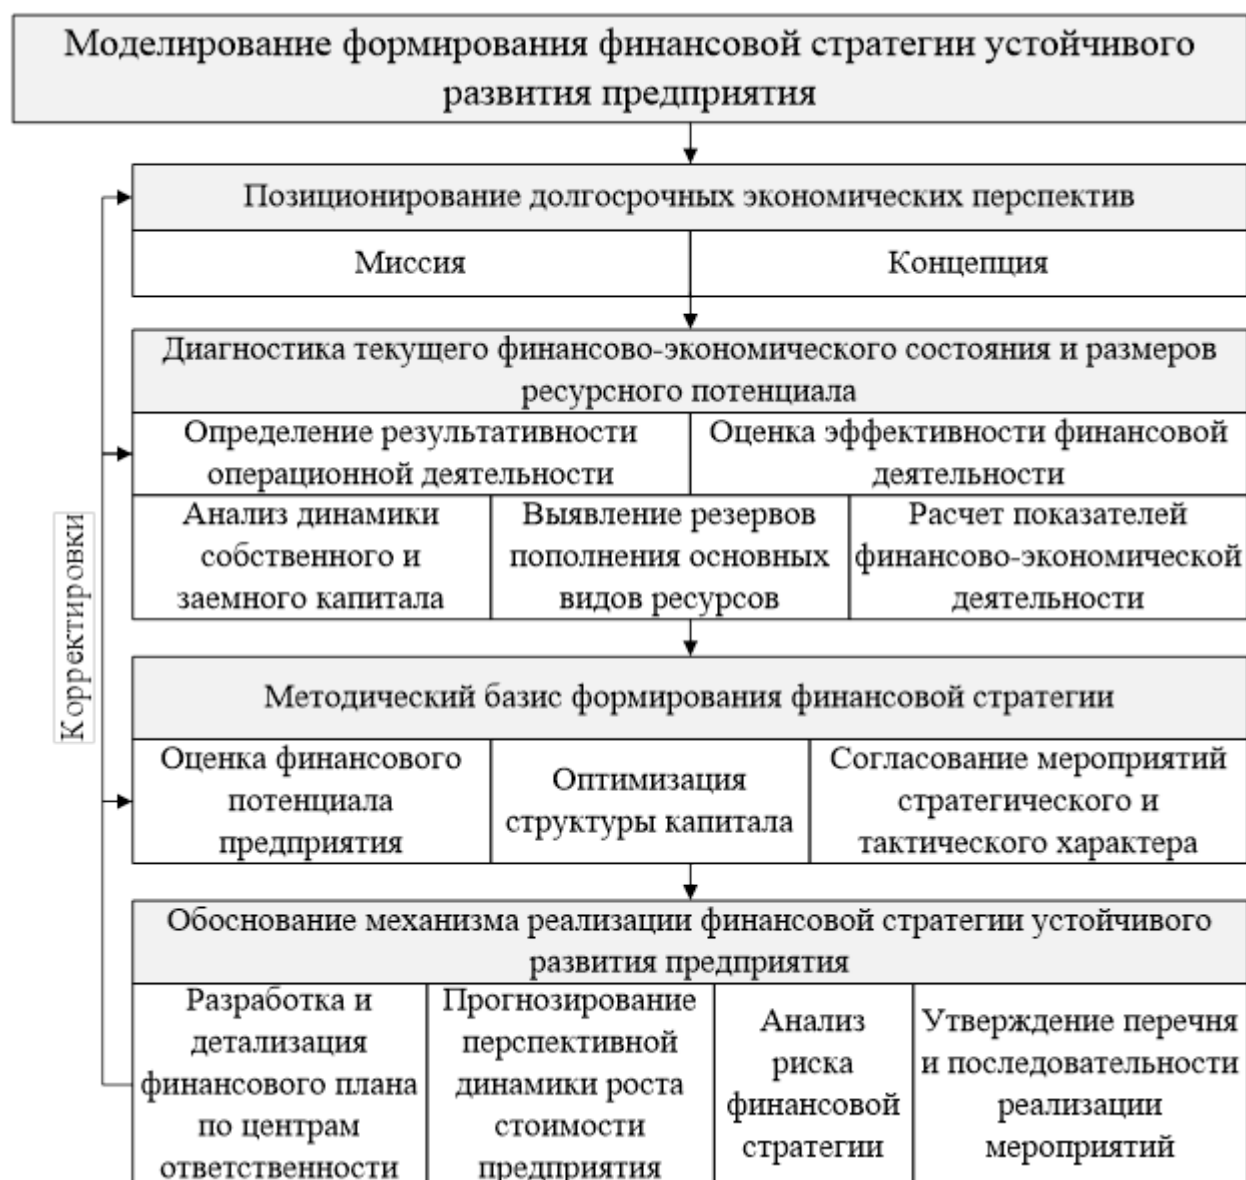 Моделирование формирования финансовой стратегии устойчивого
развития предприятия
Позиционирование долгосрочных экономических перспектив
Миссия
Концепция
Диагностика текущего финансово-экономического состояния и размеров
ресурсного потенциала
Определение результативности
операционной деятельности
Оценка эффективности финансовой
деятельности
Анализ динамики
собственного и
заемного капитала
Выявление резервов
пополнения основных
видов ресурсов
Расчет показателей
финансово-экономической
деятельности
Корректировки
Методический базис формирования финансовой стратегии
Оценка финансового
потенциала
предприятия
Оптимизация
структуры капитала
Согласование мероприятий
стратегического и
тактического характера
Обоснование механизма реализации финансовой стратегии устойчивого
развития предприятия
Разработка и
детализация
финансового плана
по центрам
ответственности
Прогнозирование
перспективной
динамики роста
стоимости
предприятия
Анализ
риска
финансовой
стратегии
Утверждение перечня
и последовательности
реализации
мероприятий